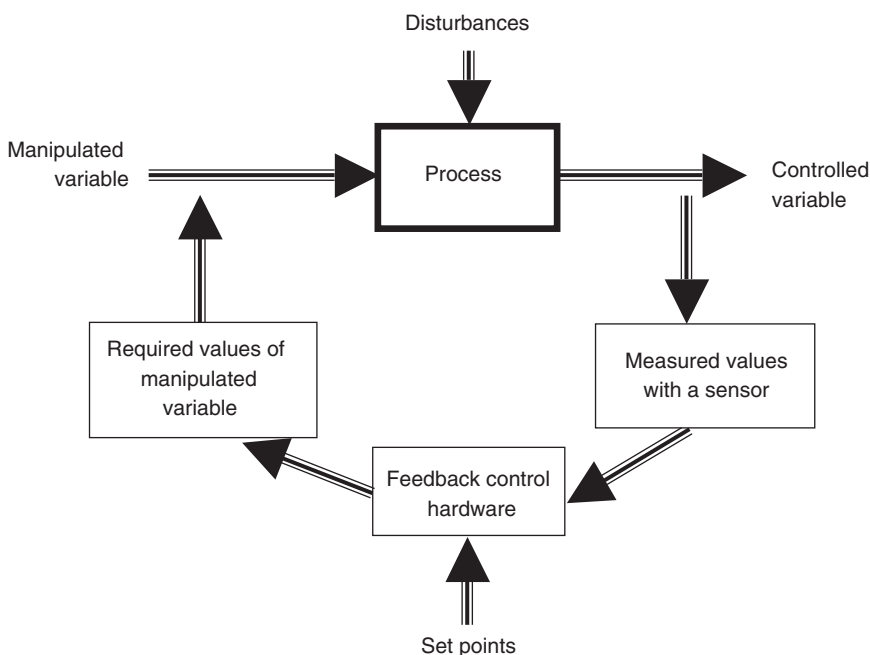 Disturbances
Manipulated
variable
Process
Controlled
variable
Required values of
manipulated
variable
Measured values
with a sensor
Feedback control
hardware
Set points